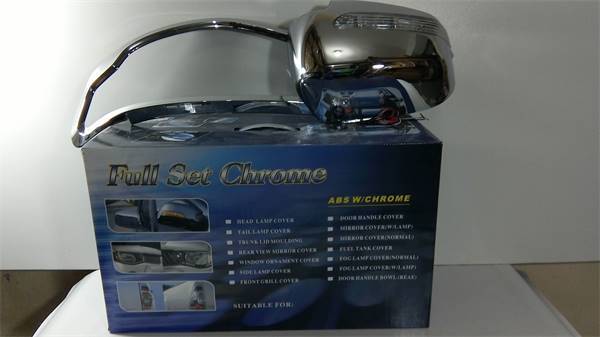 Full Set Chrome
ABS W/CHROME
HEAD LAMP COVER
TAIL LAMP COVER
TRUNK LID MOULDING
REAR VIEW MIRROR COVER
WINDOW ORNAMENT COVER
SIDE LAMP COVER
FRONT GRILL COVER
DOOR HANDLE COVER
MIRROR COVER(W/LAMP)
MIRROR COVER(NORMAL)
FUEL TANK COVER
FOG LAMP COVER(NORMAL)
FOG LAMP COVER(W/LAMP)
DOOR HANDLE BOWL(REAR)
SUITABLE FOR: